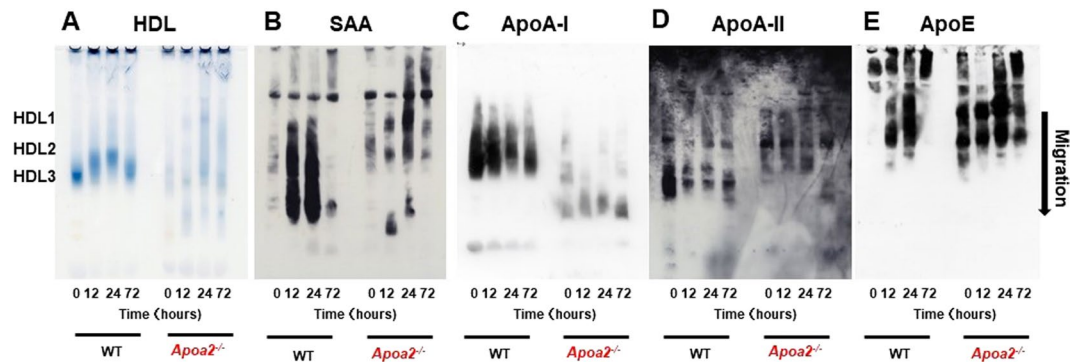 A HDL B SAA C ApoA-I D ApoA-II E ApoE
HDL1
HDL2
HDL3
Migration
0 12 24 72 0 12 24 72 0 12 24 72 0 12 24 72 0 12 24 72 0 12 24 72 0 12 24 72 0 12 24 72 0 12 24 72 0 12 24 72
Time (hours) Time (hours) Time (hours) Time (hours) Time (hours)
WT Apoa2-/- WT Apoa2-/- WT Apoa2-/- WT Apoa2-/- WT Apoa2-/-